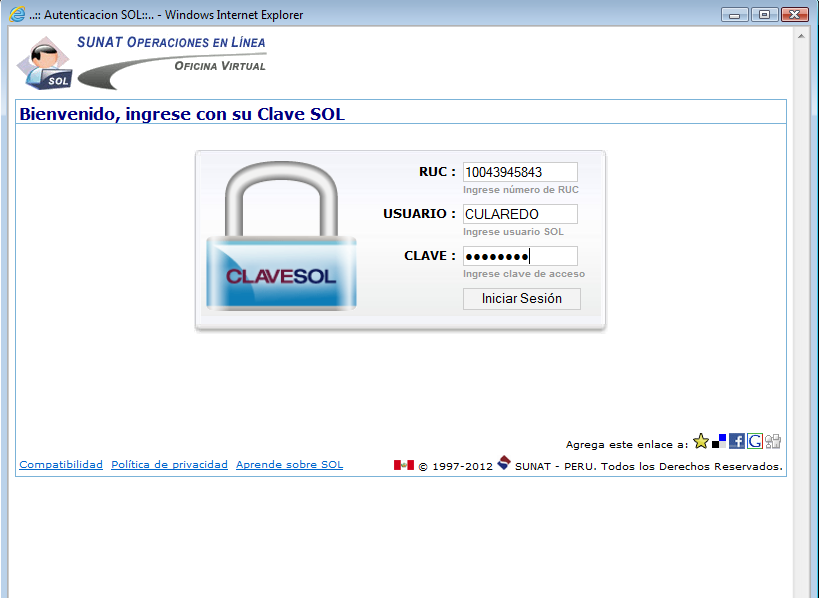 ..:: Autenticacion SOL::.. - Windows Internet Explorer
SUNAT OPERACIONES EN LÍNEA
OFICINA VIRTUAL
SOL
Bienvenido, ingrese con su Clave SOL
RUC : 10043945843
Ingrese número de RUC
USUARIO : CULAREDO
Ingrese usuario SOL
CLAVE : ●●●●●●●●
Ingrese clave de acceso
CLAVESOL
Iniciar Sesión
Agrega este enlace a:
Compatibilidad Política de privacidad Aprende sobre SOL © 1997-2012 SUNAT - PERU. Todos los Derechos Reservados.